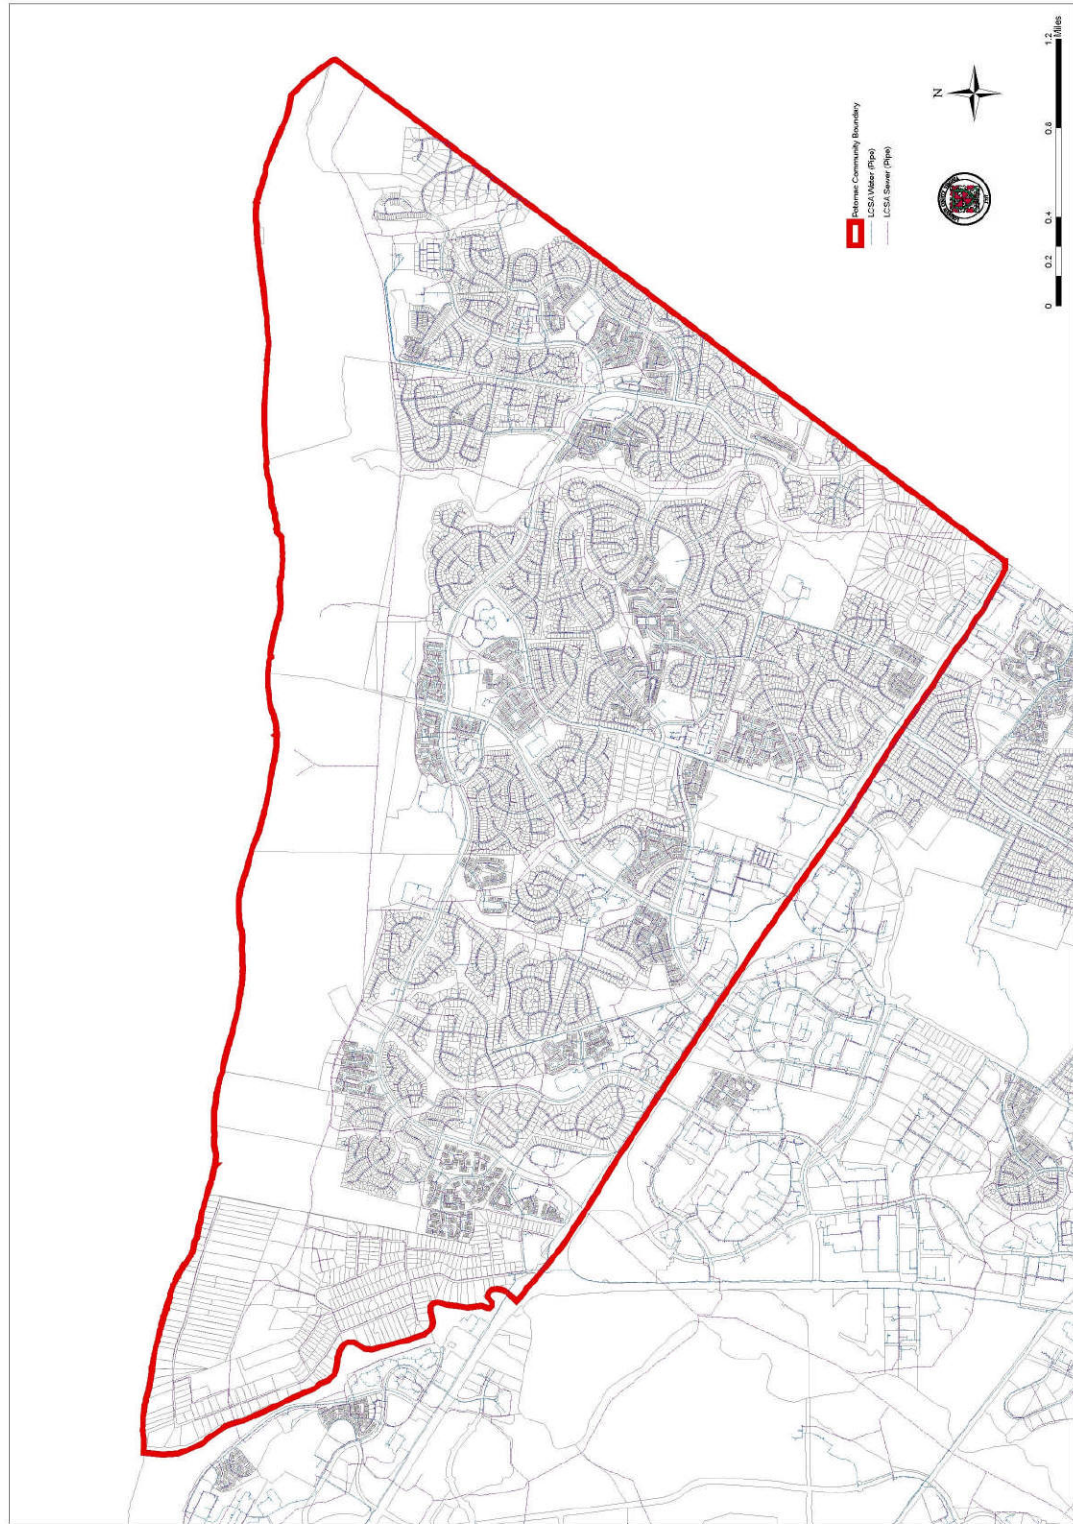 Potomac Community Boundary
LCSA Water (Pipe)
LCSA Sewer (Pipe)
N
0 0.2 0.4 0.8 1.2
Miles